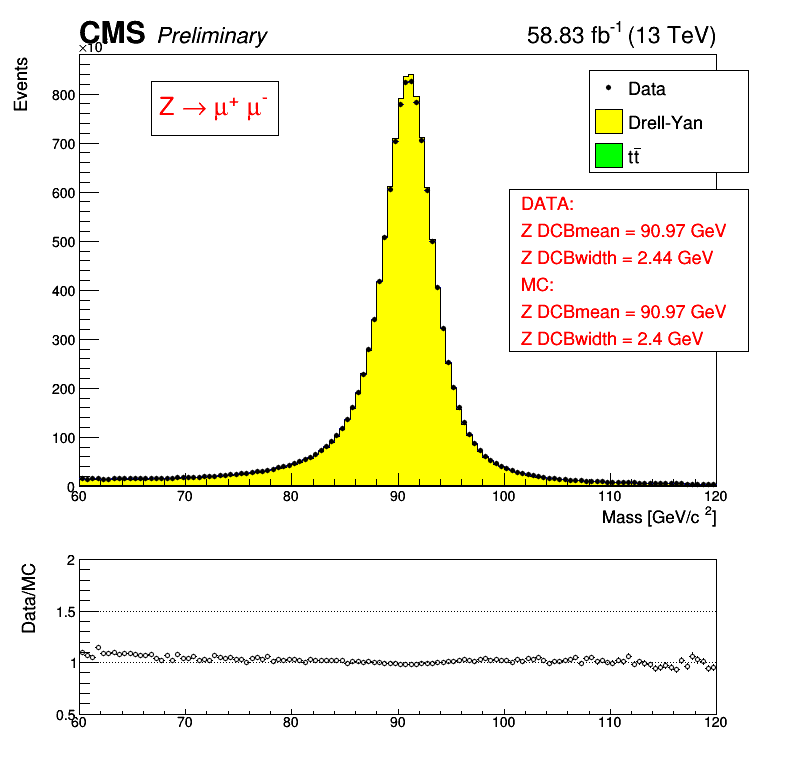 CMS Preliminary 58.83 fb⁻¹ (13 TeV)
×10
Events
Z → μ⁺ μ⁻
Data
Drell-Yan
tt̄
DATA:
Z DCBmean = 90.97 GeV
Z DCBwidth = 2.44 GeV
MC:
Z DCBmean = 90.97 GeV
Z DCBwidth = 2.4 GeV
800
700
600
500
400
300
200
100
0
60 70 80 90 100 110 120
Mass [GeV/c ²]
Data/MC
2
1.5
1
0.5
60 70 80 90 100 110 120